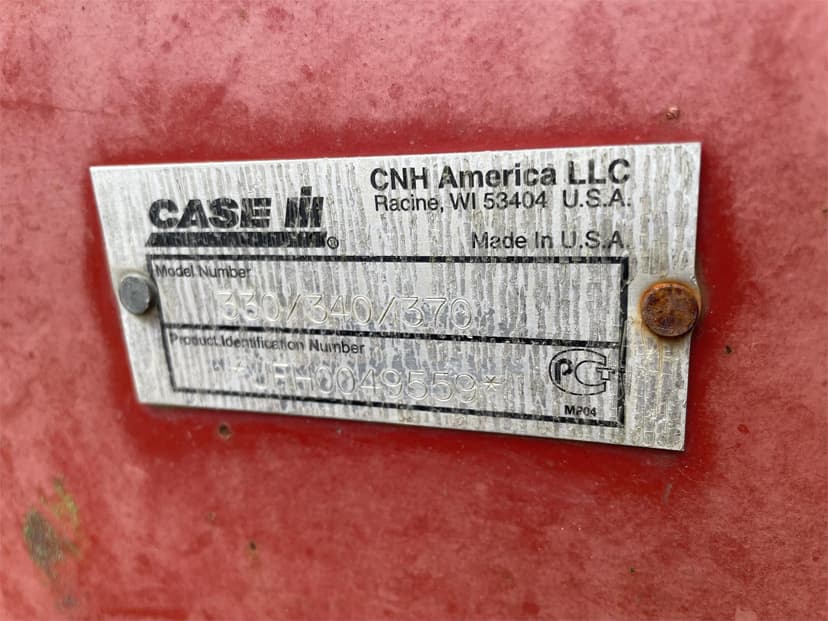 CASE IH®
CNH America LLC
Racine, WI 53404 U.S.A.
Made In U.S.A.
Model Number
330/340/370
Product Identification Number
*JFH0049559*
PCT
MP04